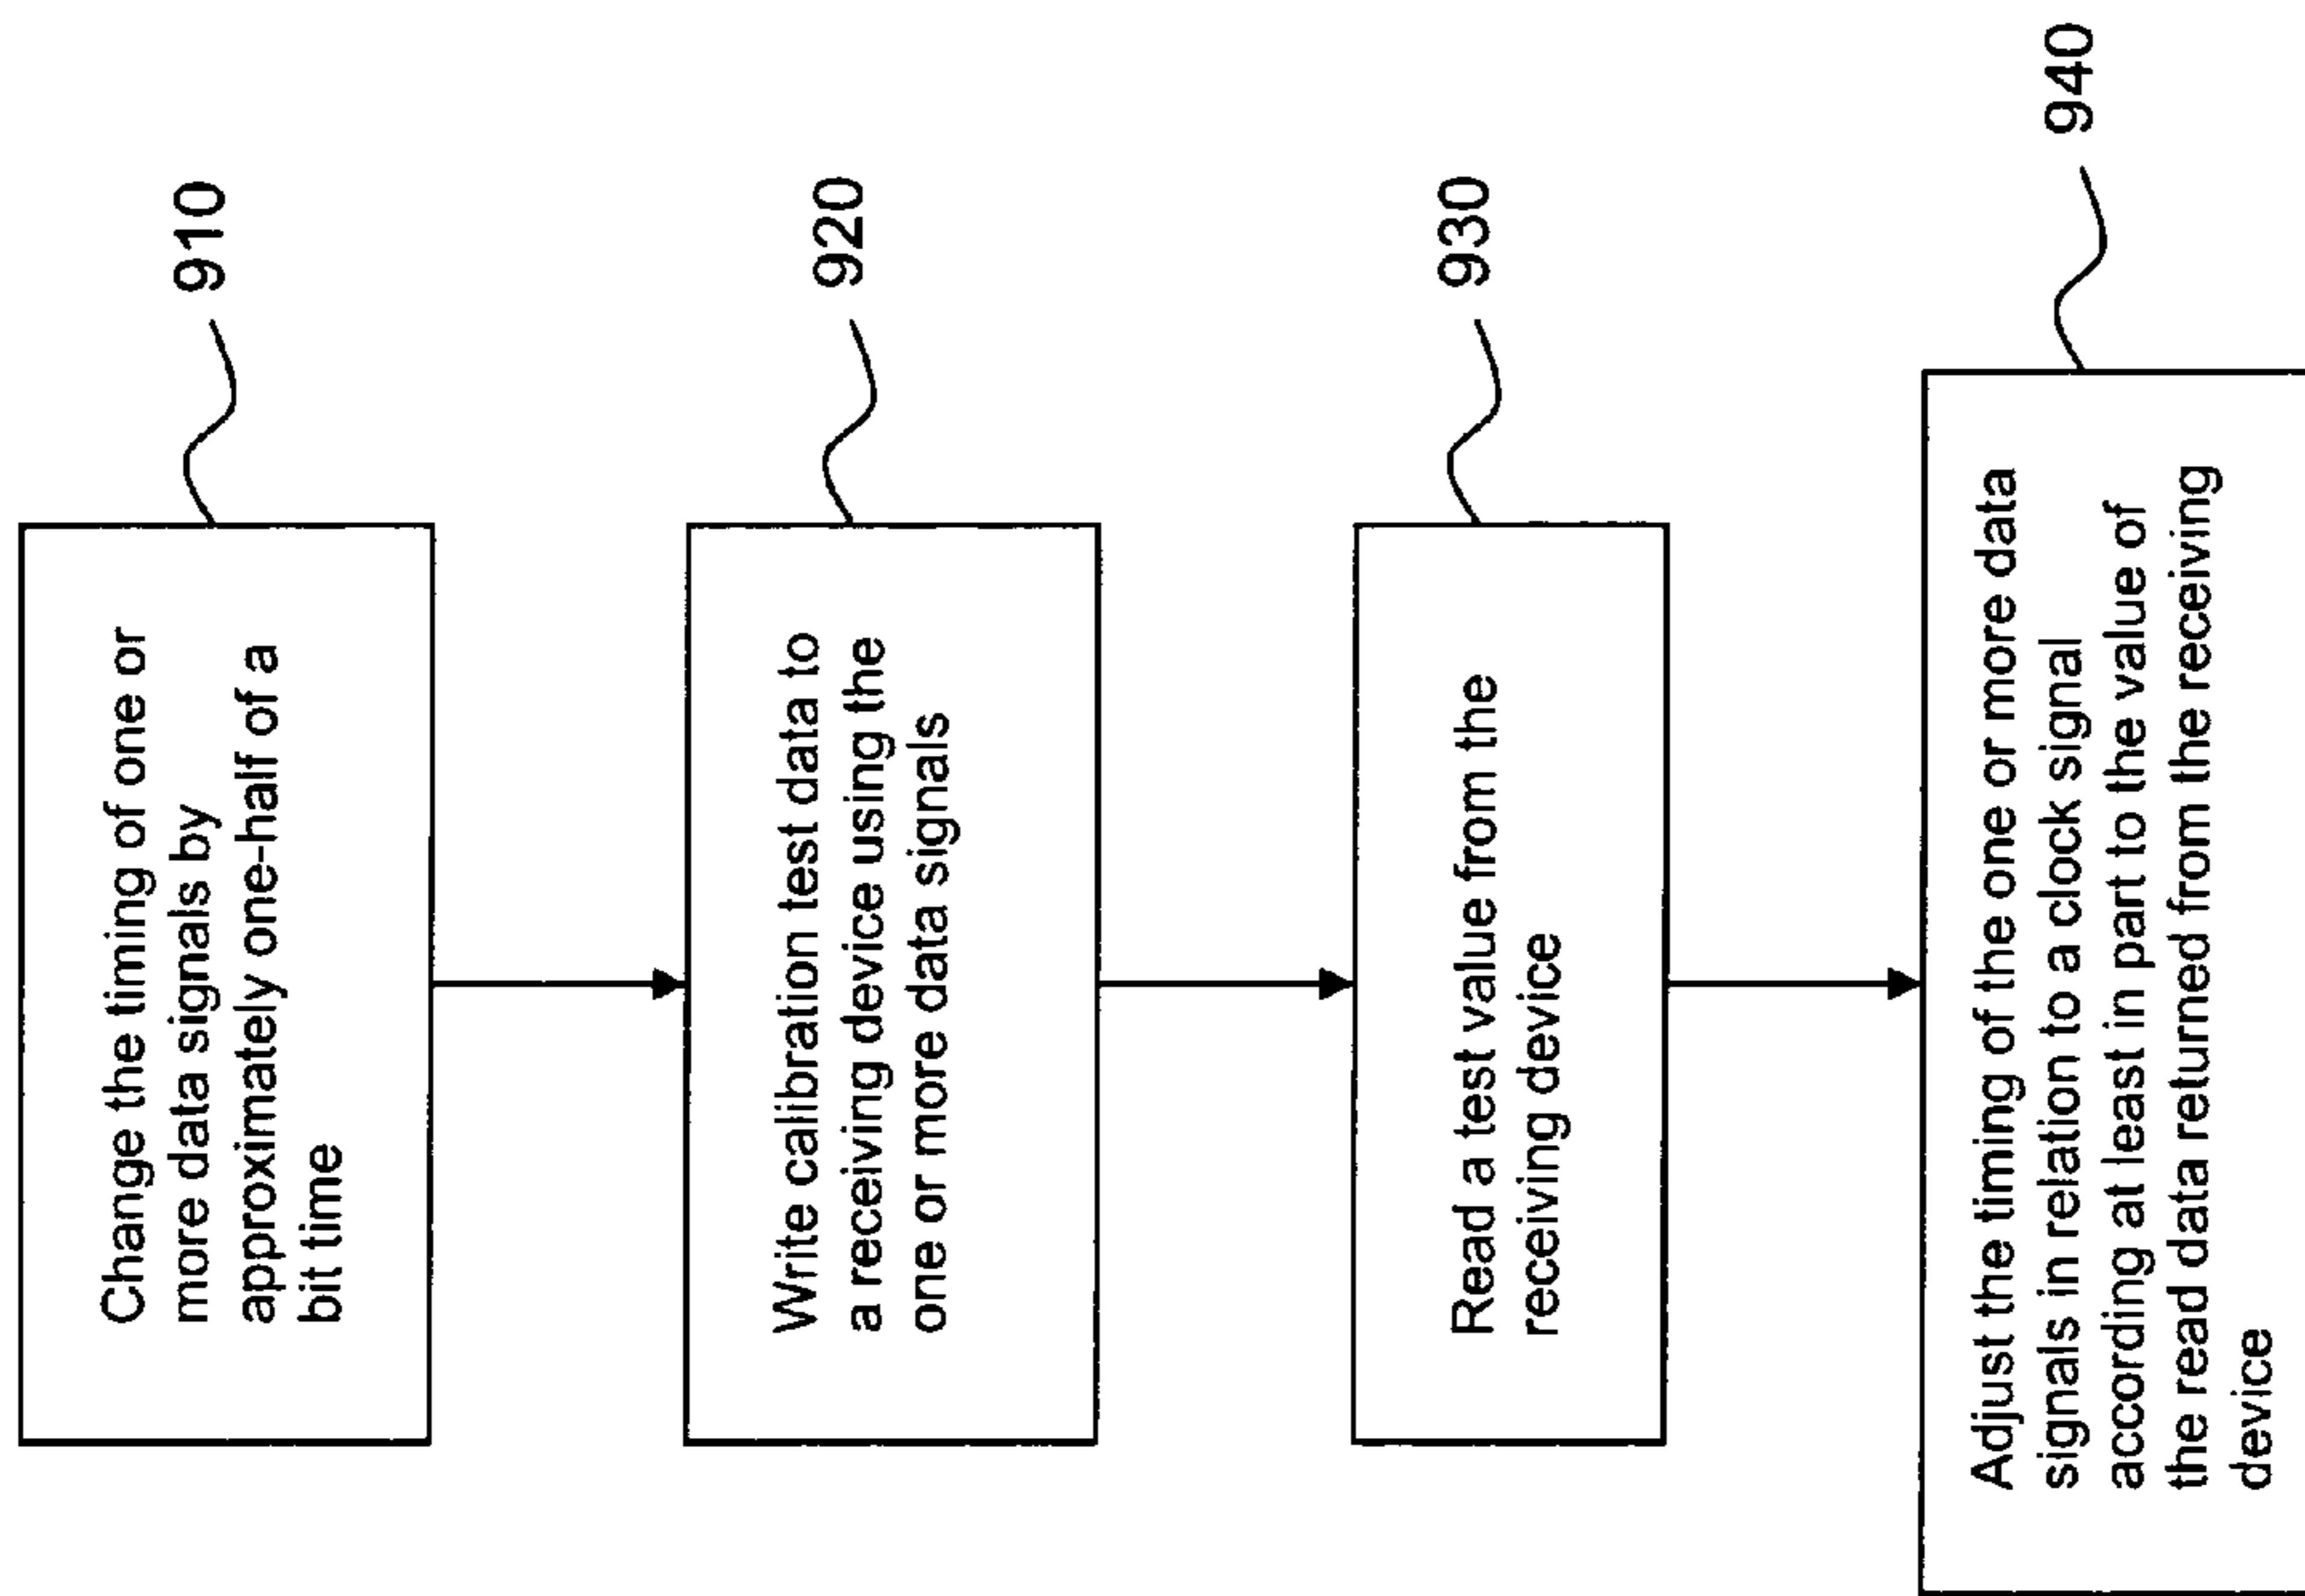 Change the timing of one or
more data signals by
approximately one-half of a
bit time
910
Write calibration test data to
a receiving device using the
one or more data signals
920
Read a test value from the
receiving device
930
Adjust the timing of the one or more data
signals in relation to a clock signal
according at least in part to the value of
the read data returned from the receiving
device
940